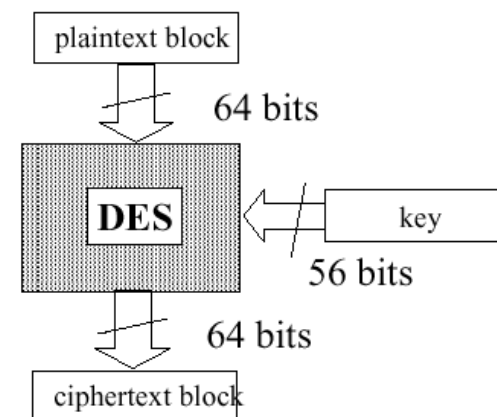 plaintext block
64 bits
DES
key
56 bits
64 bits
ciphertext block